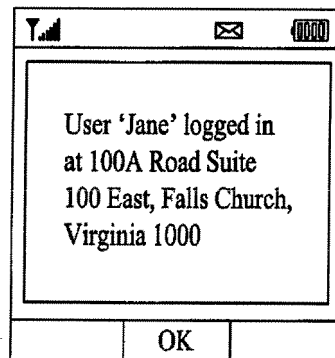 User ‘Jane’ logged in
at 100A Road Suite
100 East, Falls Church,
Virginia 1000
OK